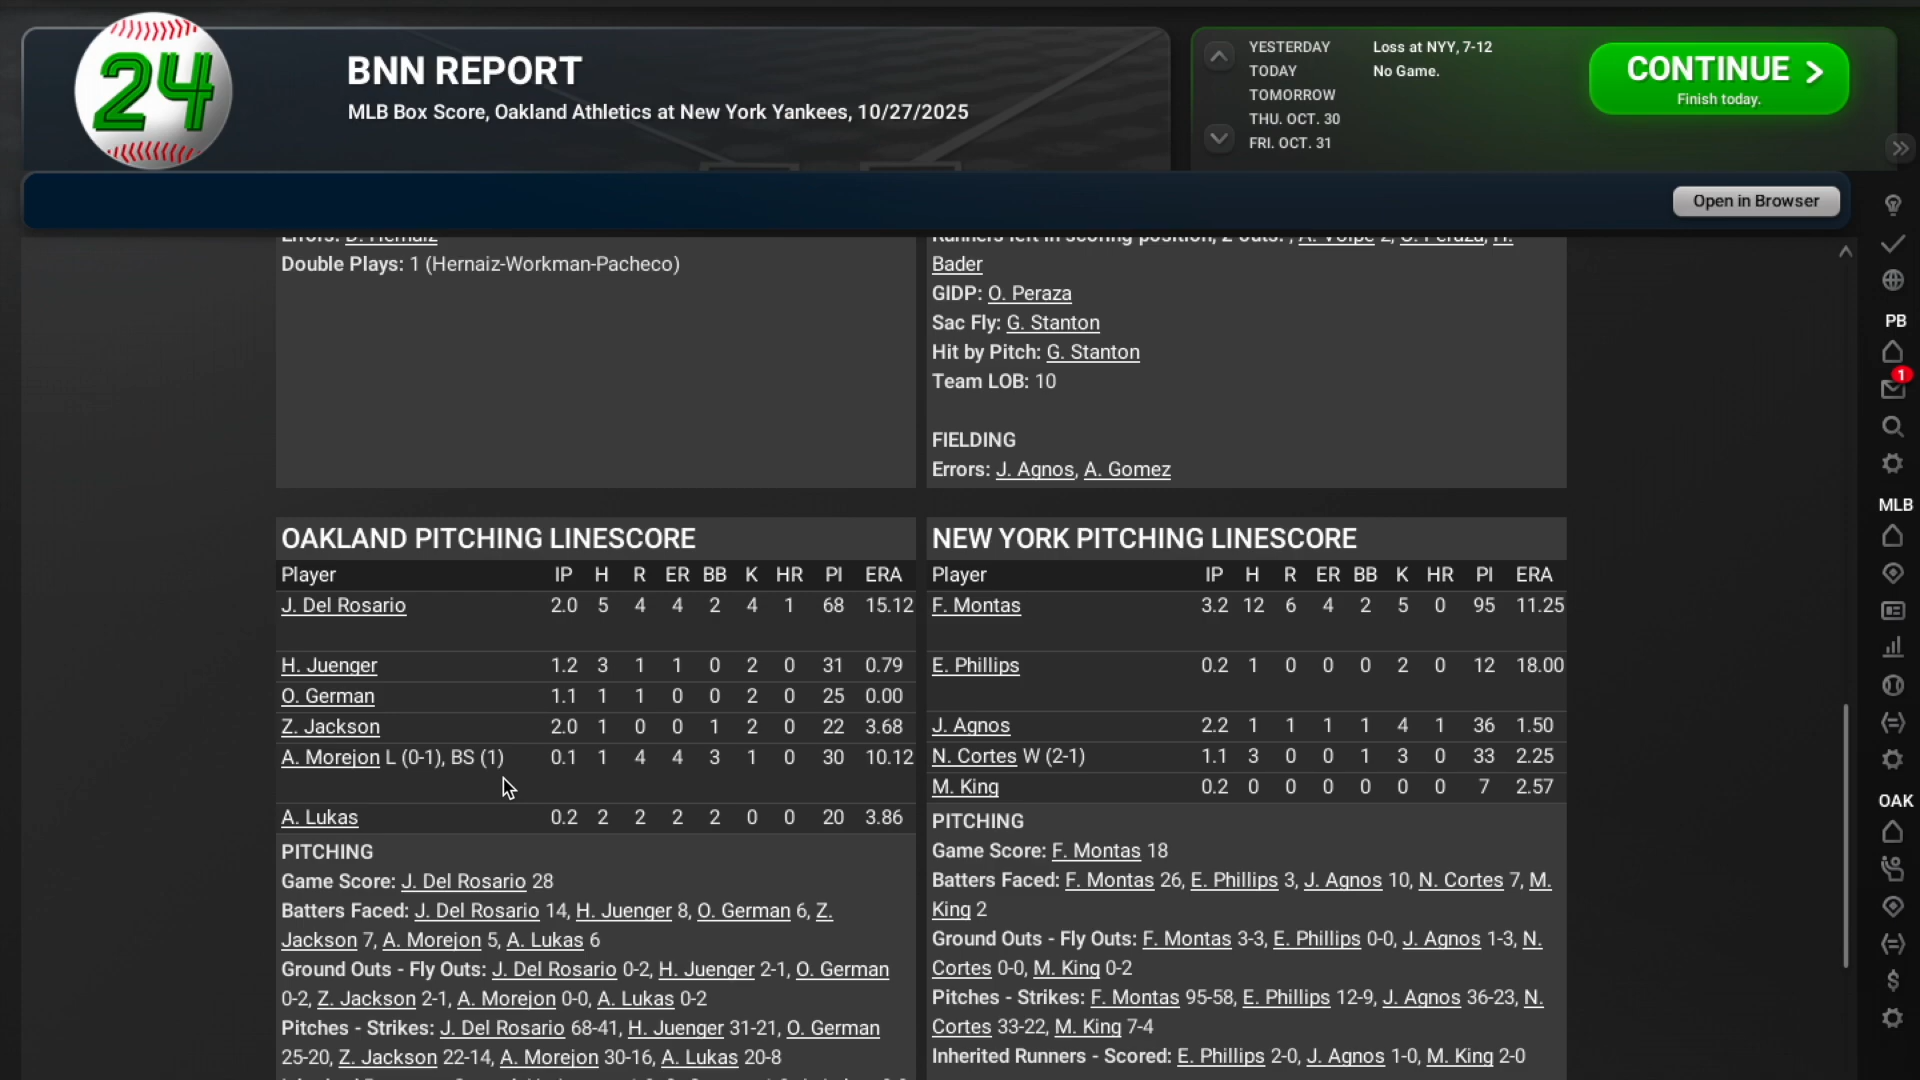 24
BNN REPORT
MLB Box Score, Oakland Athletics at New York Yankees, 10/27/2025
YESTERDAY Loss at NYY, 7-12
TODAY No Game.
TOMORROW
THU. OCT. 30
FRI. OCT. 31
CONTINUE
Finish today.
Open in Browser
Errors: D. Hernaiz
Double Plays: 1 (Hernaiz-Workman-Pacheco)
Runners left in scoring position, 2 outs: , A. Volpe 2, O. Peraza, H.
Bader
GIDP: O. Peraza
Sac Fly: G. Stanton
Hit by Pitch: G. Stanton
Team LOB: 10
FIELDING
Errors: J. Agnos, A. Gomez
OAKLAND PITCHING LINESCORE
Player IP H R ER BB K HR PI ERA
J. Del Rosario 2.0 5 4 4 2 4 1 68 15.12
H. Juenger 1.2 3 1 1 0 2 0 31 0.79
O. German 1.1 1 1 0 0 2 0 25 0.00
Z. Jackson 2.0 1 0 0 1 2 0 22 3.68
A. Morejon L (0-1), BS (1) 0.1 1 4 4 3 1 0 30 10.12
A. Lukas 0.2 2 2 2 2 0 0 20 3.86
PITCHING
Game Score: J. Del Rosario 28
Batters Faced: J. Del Rosario 14, H. Juenger 8, O. German 6, Z.
Jackson 7, A. Morejon 5, A. Lukas 6
Ground Outs - Fly Outs: J. Del Rosario 0-2, H. Juenger 2-1, O. German
0-2, Z. Jackson 2-1, A. Morejon 0-0, A. Lukas 0-2
Pitches - Strikes: J. Del Rosario 68-41, H. Juenger 31-21, O. German
25-20, Z. Jackson 22-14, A. Morejon 30-16, A. Lukas 20-8
NEW YORK PITCHING LINESCORE
Player IP H R ER BB K HR PI ERA
F. Montas 3.2 12 6 4 2 5 0 95 11.25
E. Phillips 0.2 1 0 0 0 2 0 12 18.00
J. Agnos 2.2 1 1 1 1 4 1 36 1.50
N. Cortes W (2-1) 1.1 3 0 0 1 3 0 33 2.25
M. King 0.2 0 0 0 0 0 0 7 2.57
PITCHING
Game Score: F. Montas 18
Batters Faced: F. Montas 26, E. Phillips 3, J. Agnos 10, N. Cortes 7, M.
King 2
Ground Outs - Fly Outs: F. Montas 3-3, E. Phillips 0-0, J. Agnos 1-3, N.
Cortes 0-0, M. King 0-2
Pitches - Strikes: F. Montas 95-58, E. Phillips 12-9, J. Agnos 36-23, N.
Cortes 33-22, M. King 7-4
Inherited Runners - Scored: E. Phillips 2-0, J. Agnos 1-0, M. King 2-0
PB
1
MLB
OAK